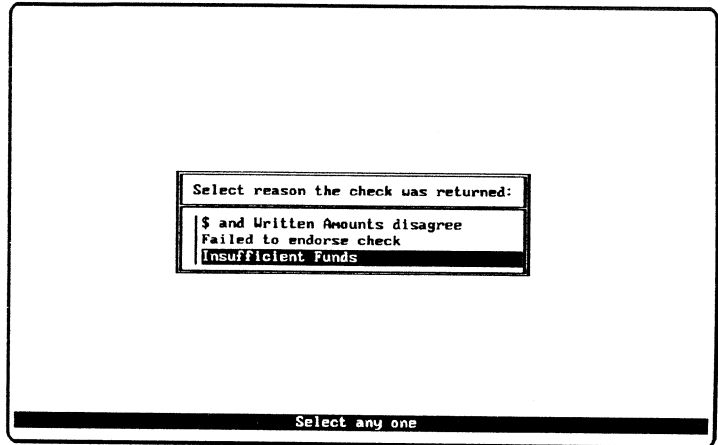 Select reason the check was returned:
$ and Written Amounts disagree
Failed to endorse check
Insufficient Funds
Select any one